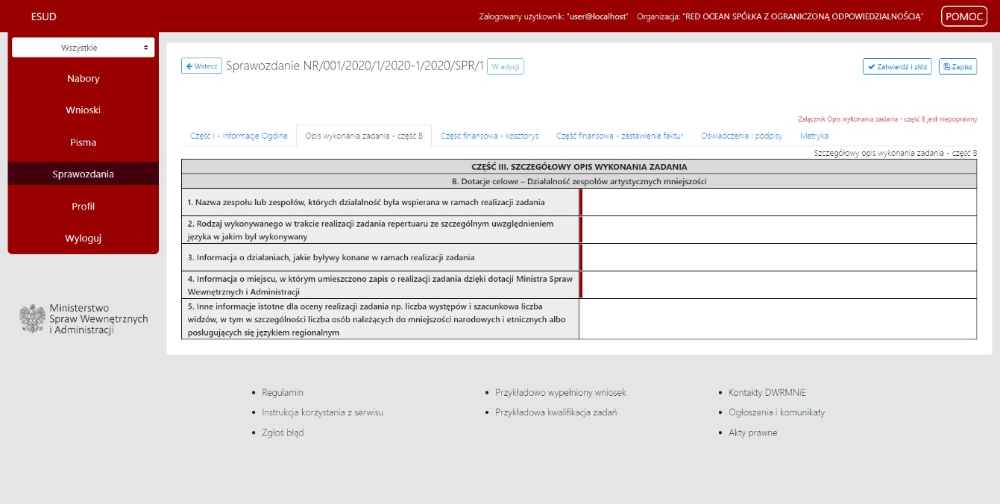 ESUD
Zalogowany użytkownik: "user@localhost" Organizacja: "RED OCEAN SPÓŁKA Z OGRANICZONĄ ODPOWIEDZIALNOŚCIĄ"
POMOC
Wszystkie
Nabory
Wnioski
Pisma
Sprawozdania
Profil
Wyloguj
Ministerstwo
Spraw Wewnętrznych
i Administracji
Wstecz
Sprawozdanie NR/001/2020/1/2020-1/2020/SPR/1
W edycji
Zatwierdź i złóż
Zapisz
Załącznik Opis wykonania zadania - część B jest niepoprawny
Część I - Informacje Ogólne
Opis wykonania zadania - część B
Część finansowa - kosztorys
Część finansowa - zestawienie faktur
Oświadczenia i podpisy
Metryka
Szczegółowy opis wykonania zadania - część B
CZĘŚĆ III. SZCZEGÓŁOWY OPIS WYKONANIA ZADANIA
B. Dotacje celowe – Działalność zespołów artystycznych mniejszości
1. Nazwa zespołu lub zespołów, których działalność była wspierana w ramach realizacji zadania
2. Rodzaj wykonywanego w trakcie realizacji zadania repertuaru ze szczególnym uwzględnieniem
języka w jakim był wykonywany
3. Informacja o działaniach, jakie byływy konane w ramach realizacji zadania
4. Informacja o miejscu, w którym umieszczono zapis o realizacji zadania dzięki dotacji Ministra Spraw
Wewnętrznych i Administracji
5. Inne informacje istotne dla oceny realizacji zadania np. liczba występów i szacunkowa liczba
widzów, w tym w szczególności liczba osób należących do mniejszości narodowych i etnicznych albo
posługujących się językiem regionalnym
Regulamin
Instrukcja korzystania z serwisu
Zgłoś błąd
Przykładowo wypełniony wniosek
Przykładowa kwalifikacja zadań
Kontakty DWRMNiE
Ogłoszenia i komunikaty
Akty prawne